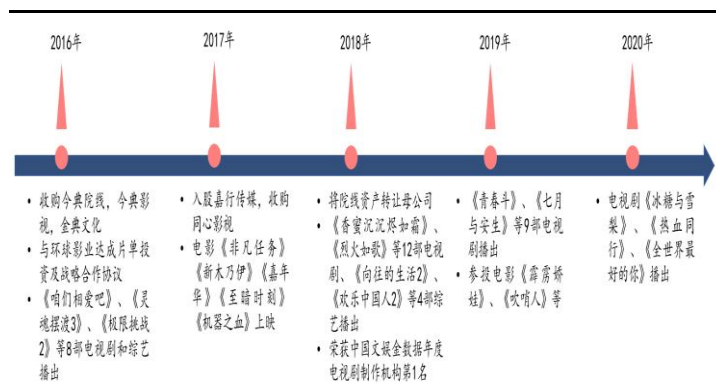 2016年
2017年
2018年
2019年
2020年
• 收购今典院线，今典影
视，金典文化
• 与环球影业达成片单投
资及战略合作协议
• 《咱们相爱吧》、《灵
魂摆渡3》、《极限挑战
2》等8部电视剧和综艺
播出
• 入股嘉行传媒，收购
同心影视
• 电影《非凡任务》
《新木乃伊》《嘉年
华》《至暗时刻》
《机器之血》上映
• 将院线资产转让母公司
• 《香蜜沉沉烬如霜》、
《烈火如歌》等12部电视
剧、《向往的生活2》、
《欢乐中国人2》等4部综
艺播出
• 荣获中国文娱金数据年度
电视剧制作机构第1名
• 《青春斗》、《七月
与安生》等9部电视
剧播出
• 参投电影《霹雳娇
娃》、《吹哨人》等
• 电视剧《冰糖与雪
梨》、《热血同
行》、《全世界最
好的你》播出